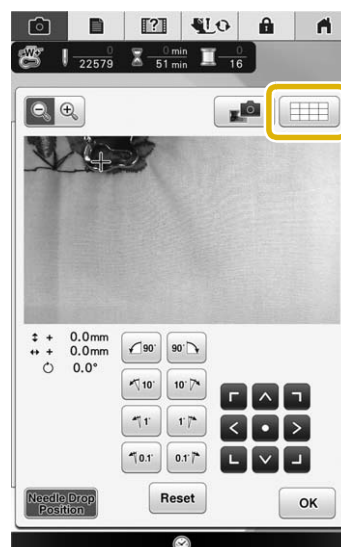 0 0 min 0
22579 51 min 16
+ 0.0mm
+ 0.0mm
0.0°
90° 90°
10° 10°
1° 1°
0.1° 0.1°
Needle Drop
Position
Reset
OK